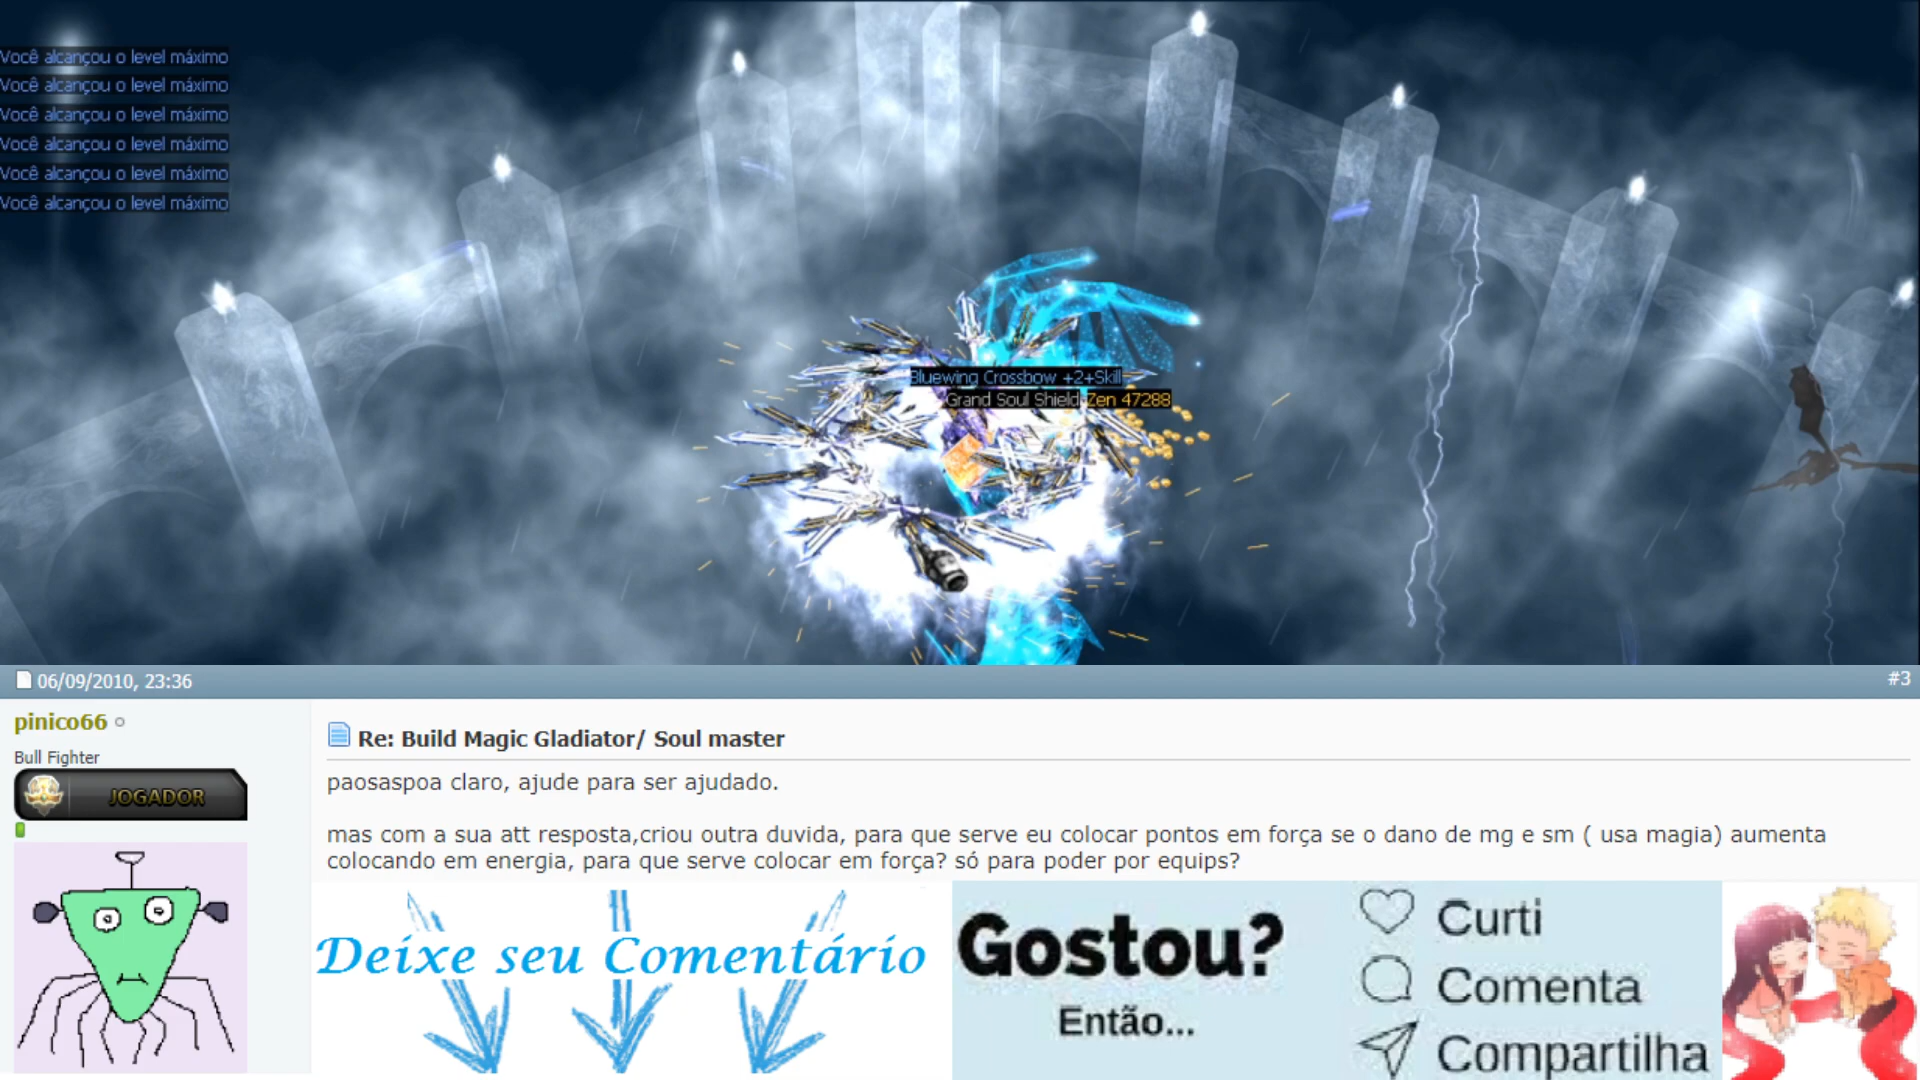 Você alcançou o level máximo
Você alcançou o level máximo
Você alcançou o level máximo
Você alcançou o level máximo
Você alcançou o level máximo
Você alcançou o level máximo
Bluewing Crossbow +2+Skill
Grand Soul Shield Zen 47288
06/09/2010, 23:36 #3
pinico66
Bull Fighter
JOGADOR
Re: Build Magic Gladiator/ Soul master
paosaspoa claro, ajude para ser ajudado.
mas com a sua att resposta,criou outra duvida, para que serve eu colocar pontos em força se o dano de mg e sm ( usa magia) aumenta
colocando em energia, para que serve colocar em força? só para poder por equips?
Deixe seu Comentário
Gostou?
Então...
Curti
Comenta
Compartilha